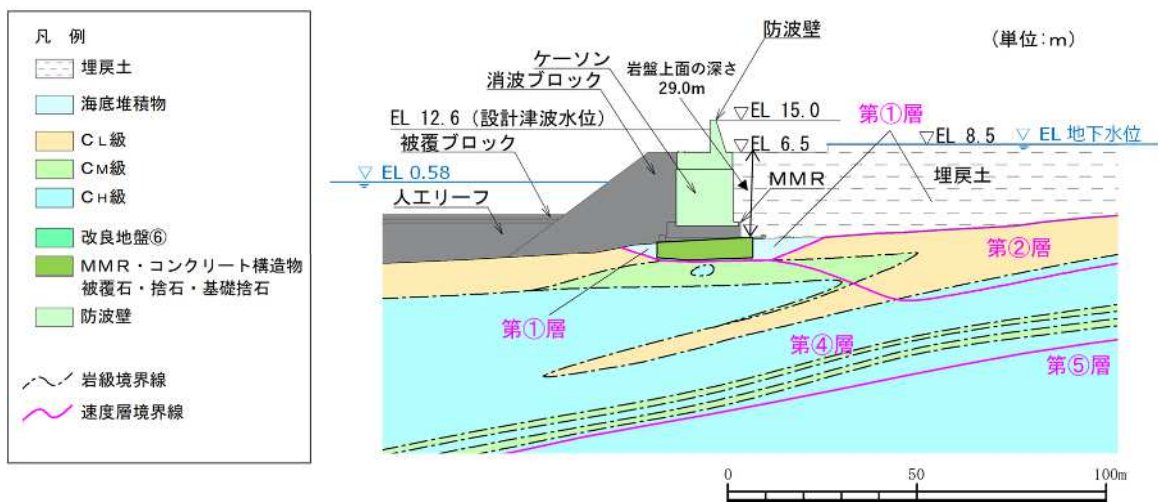 凡 例
埋戻土
海底堆積物
CL級
CM級
CH級
改良地盤⑥
MMR・コンクリート構造物
被覆石・捨石・基礎捨石
防波壁
岩級境界線
速度層境界線
(単位:m)
防波壁
ケーソン
岩盤上面の深さ
29.0m
消波ブロック
EL 12.6 (設計津波水位)
▽EL 15.0
第①層
被覆ブロック
▽EL 6.5
▽EL 8.5
▽ EL 地下水位
▽ EL 0.58
MMR
埋戻土
人工リーフ
第②層
第①層
第④層
第⑤層
0 50 100m